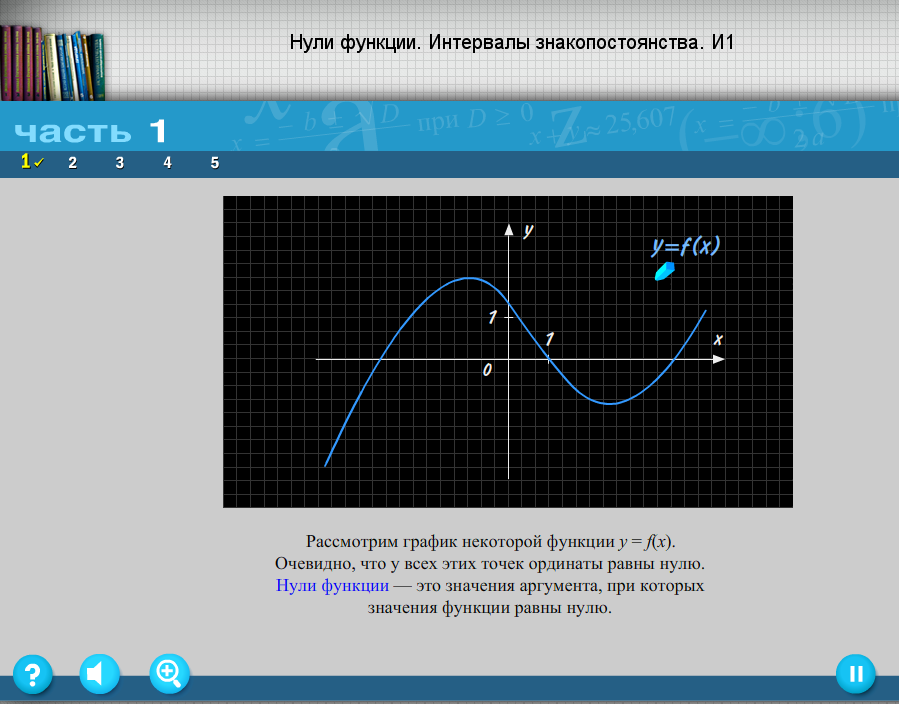 Нули функции. Интервалы знакопостоянства. И1
часть 1
1✓ 2 3 4 5
при D ≥ 0
y
y=f(x)
1
1
x
0
Рассмотрим график некоторой функции y = f(x).
Очевидно, что у всех этих точек ординаты равны нулю.
Нули функции — это значения аргумента, при которых
значения функции равны нулю.
?